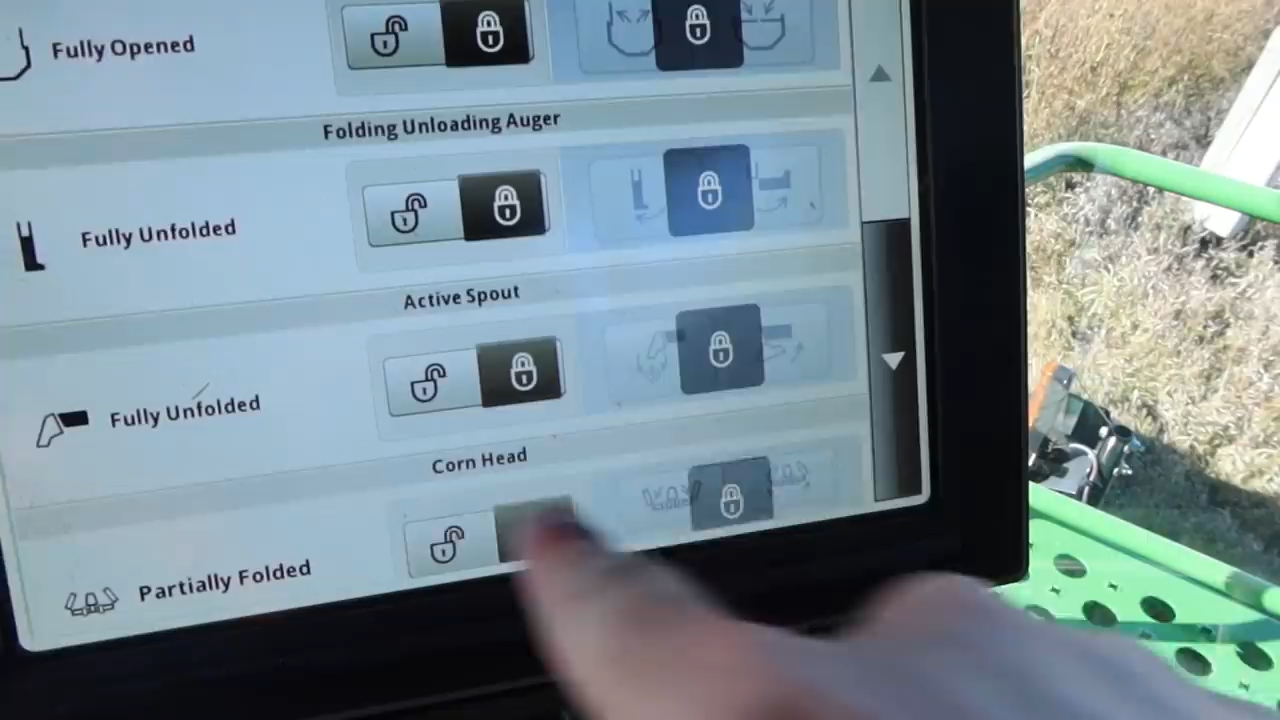 Fully Opened
Folding Unloading Auger
Fully Unfolded
Active Spout
Fully Unfolded
Corn Head
Partially Folded